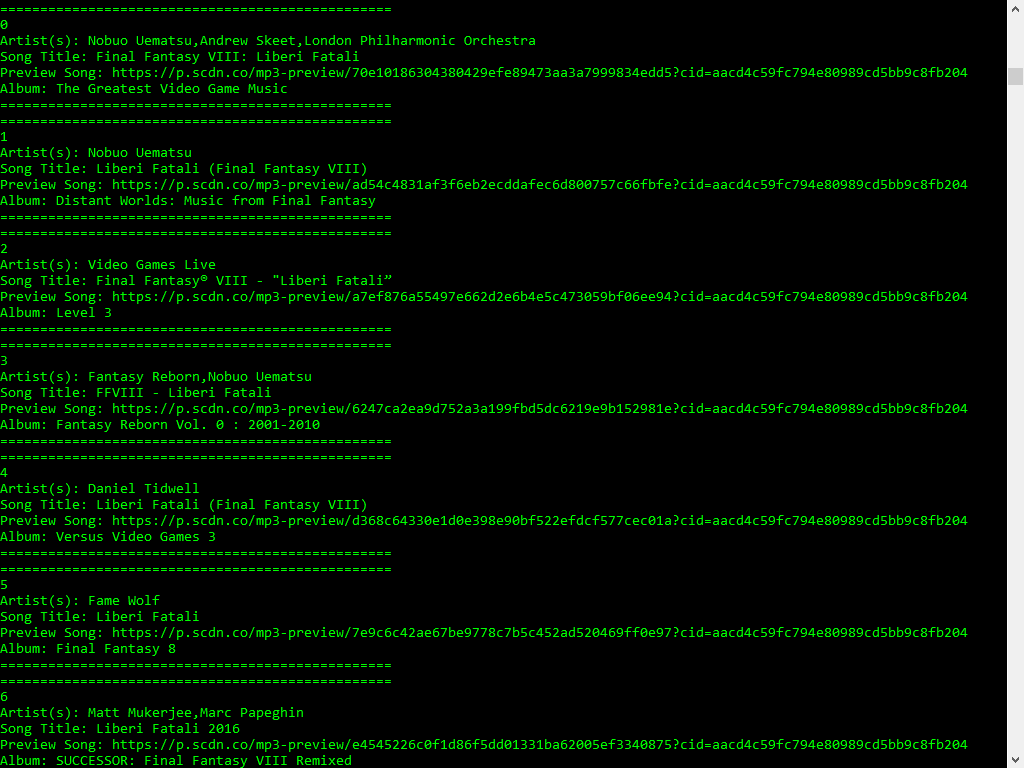 =================================================
0
Artist(s): Nobuo Uematsu,Andrew Skeet,London Philharmonic Orchestra
Song Title: Final Fantasy VIII: Liberi Fatali
Preview Song: https://p.scdn.co/mp3-preview/70e10186304380429efe89473aa3a7999834edd5?cid=aacd4c59fc794e80989cd5bb9c8fb204
Album: The Greatest Video Game Music
=================================================
=================================================
1
Artist(s): Nobuo Uematsu
Song Title: Liberi Fatali (Final Fantasy VIII)
Preview Song: https://p.scdn.co/mp3-preview/ad54c4831af3f6eb2ecddafec6d800757c66fbfe?cid=aacd4c59fc794e80989cd5bb9c8fb204
Album: Distant Worlds: Music from Final Fantasy
=================================================
=================================================
2
Artist(s): Video Games Live
Song Title: Final Fantasy® VIII - "Liberi Fatali”
Preview Song: https://p.scdn.co/mp3-preview/a7ef876a55497e662d2e6b4e5c473059bf06ee94?cid=aacd4c59fc794e80989cd5bb9c8fb204
Album: Level 3
=================================================
=================================================
3
Artist(s): Fantasy Reborn,Nobuo Uematsu
Song Title: FFVIII - Liberi Fatali
Preview Song: https://p.scdn.co/mp3-preview/6247ca2ea9d752a3a199fbd5dc6219e9b152981e?cid=aacd4c59fc794e80989cd5bb9c8fb204
Album: Fantasy Reborn Vol. 0 : 2001-2010
=================================================
=================================================
4
Artist(s): Daniel Tidwell
Song Title: Liberi Fatali (Final Fantasy VIII)
Preview Song: https://p.scdn.co/mp3-preview/d368c64330e1d0e398e90bf522efdcf577cec01a?cid=aacd4c59fc794e80989cd5bb9c8fb204
Album: Versus Video Games 3
=================================================
=================================================
5
Artist(s): Fame Wolf
Song Title: Liberi Fatali
Preview Song: https://p.scdn.co/mp3-preview/7e9c6c42ae67be9778c7b5c452ad520469ff0e97?cid=aacd4c59fc794e80989cd5bb9c8fb204
Album: Final Fantasy 8
=================================================
=================================================
6
Artist(s): Matt Mukerjee,Marc Papeghin
Song Title: Liberi Fatali 2016
Preview Song: https://p.scdn.co/mp3-preview/e4545226c0f1d86f5dd01331ba62005ef3340875?cid=aacd4c59fc794e80989cd5bb9c8fb204
Album: SUCCESSOR: Final Fantasy VIII Remixed